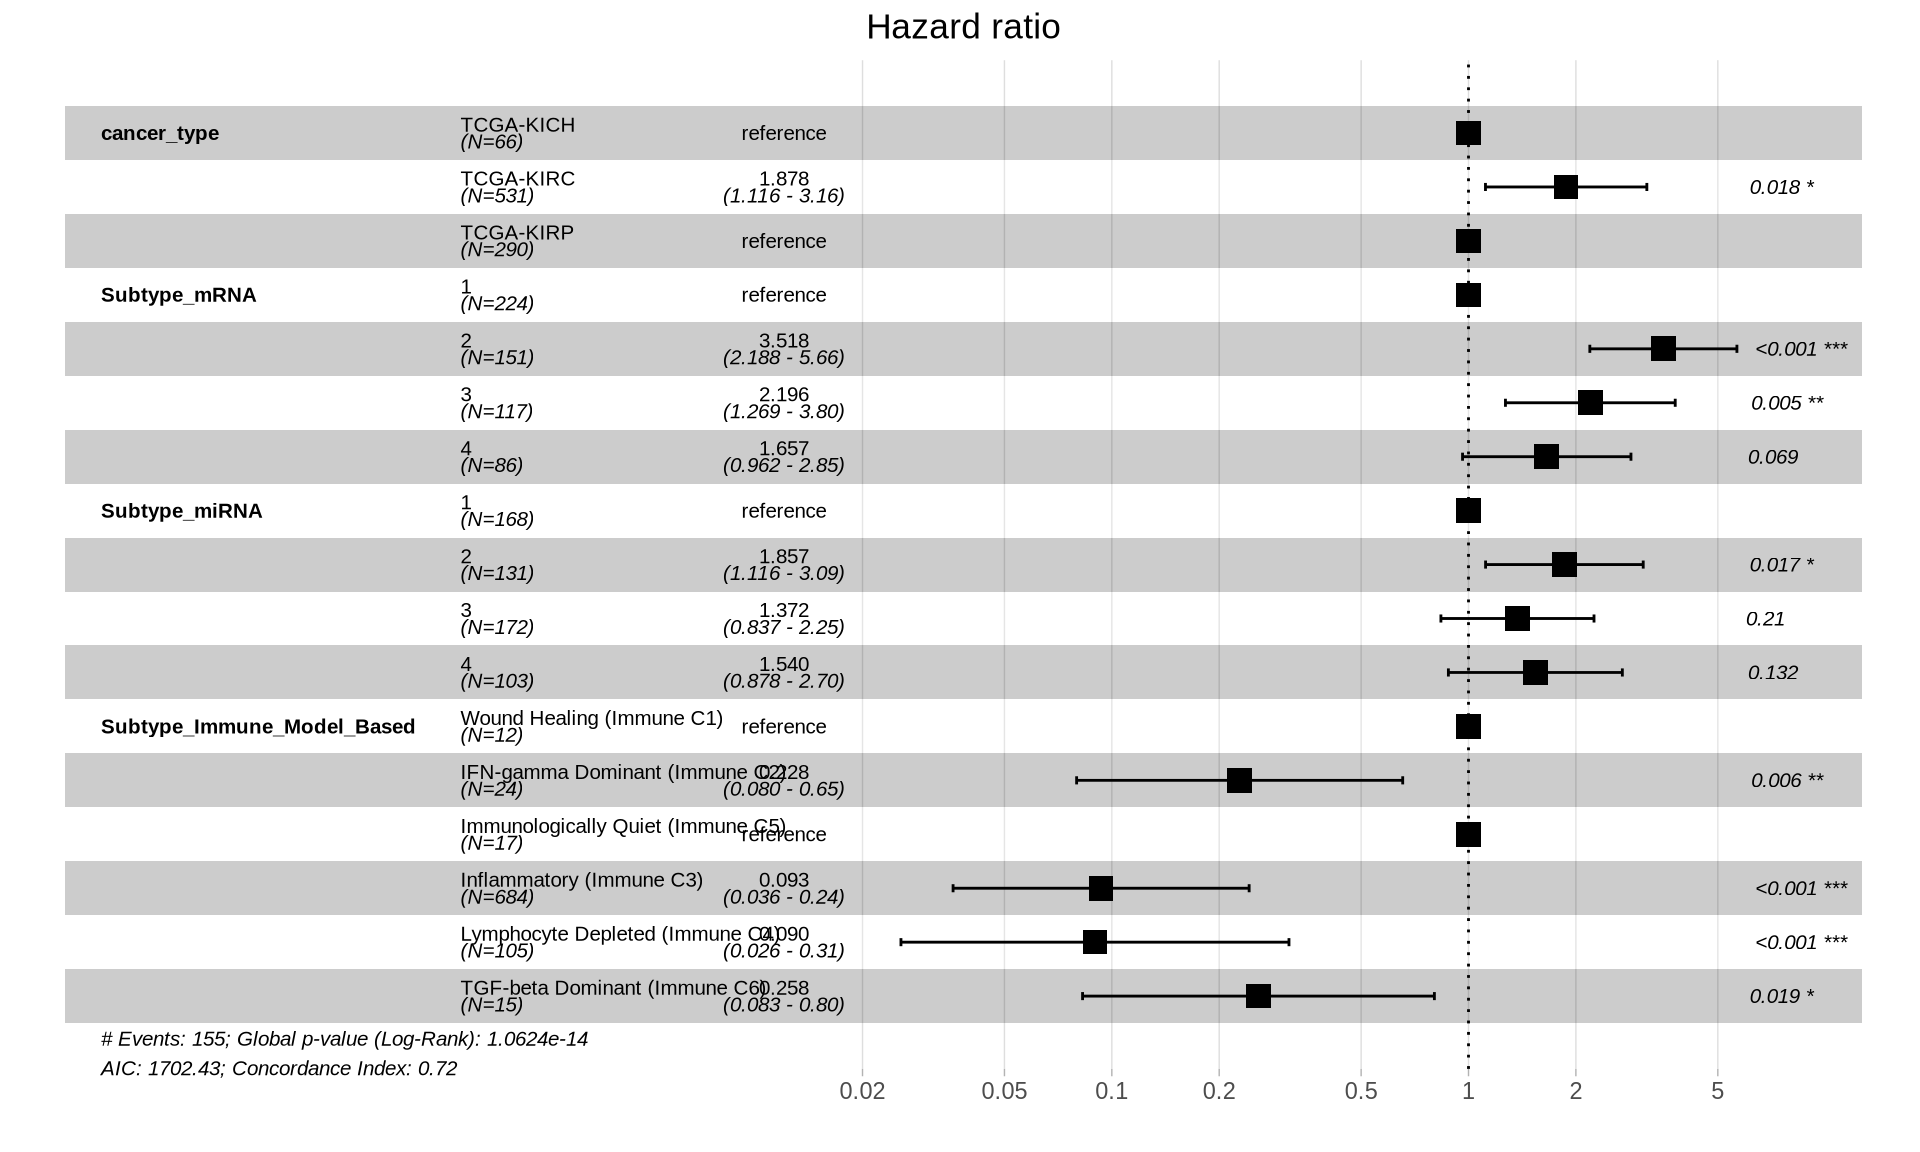 Hazard ratio
cancer_type TCGA-KICH (N=66) reference
TCGA-KIRC (N=531) 1.878 (1.116 - 3.16) 0.018 *
TCGA-KIRP (N=290) reference
Subtype_mRNA 1 (N=224) reference
2 (N=151) 3.518 (2.188 - 5.66) <0.001 ***
3 (N=117) 2.196 (1.269 - 3.80) 0.005 **
4 (N=86) 1.657 (0.962 - 2.85) 0.069
Subtype_miRNA 1 (N=168) reference
2 (N=131) 1.857 (1.116 - 3.09) 0.017 *
3 (N=172) 1.372 (0.837 - 2.25) 0.21
4 (N=103) 1.540 (0.878 - 2.70) 0.132
Subtype_Immune_Model_Based Wound Healing (Immune C1) (N=12) reference
IFN-gamma Dominant (Immune C2) (N=24) 0.228 (0.080 - 0.65) 0.006 **
Immunologically Quiet (Immune C5) (N=17) reference
Inflammatory (Immune C3) (N=684) 0.093 (0.036 - 0.24) <0.001 ***
Lymphocyte Depleted (Immune C4) (N=105) 0.090 (0.026 - 0.31) <0.001 ***
TGF-beta Dominant (Immune C6) (N=15) 0.258 (0.083 - 0.80) 0.019 *
# Events: 155; Global p-value (Log-Rank): 1.0624e-14
AIC: 1702.43; Concordance Index: 0.72
0.02 0.05 0.1 0.2 0.5 1 2 5